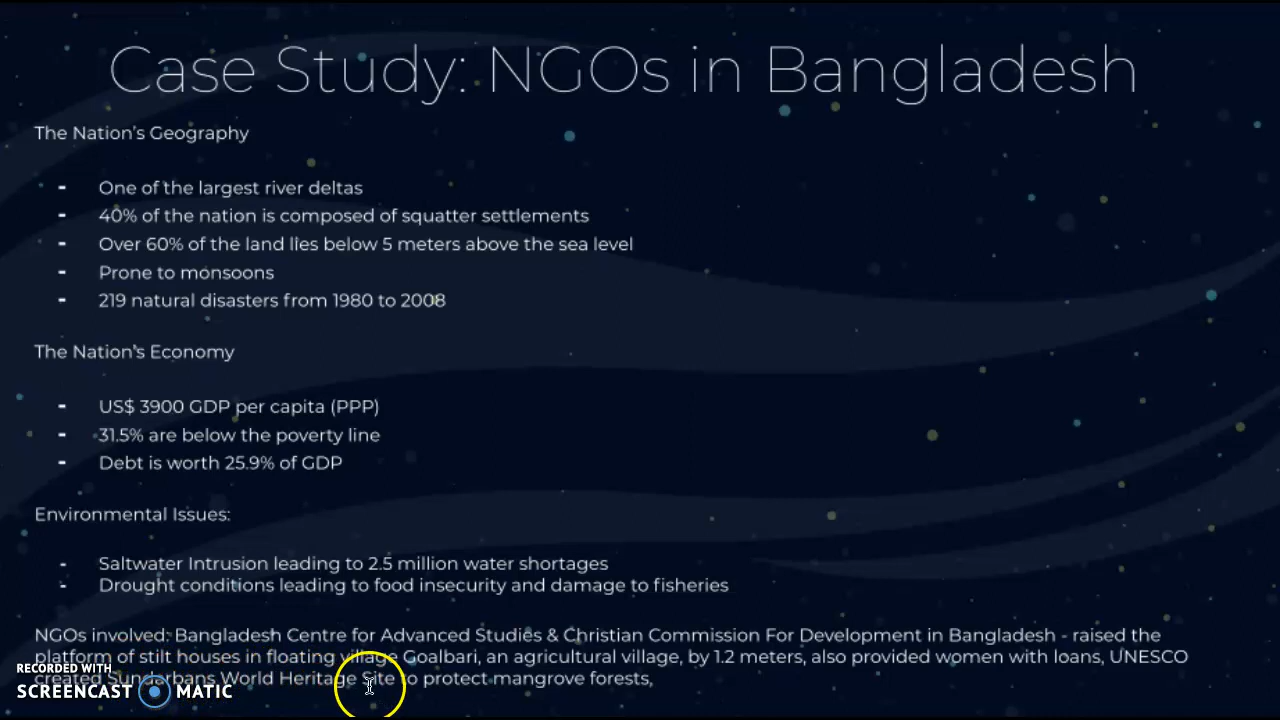 Case Study: NGOs in Bangladesh
The Nation's Geography
- One of the largest river deltas
- 40% of the nation is composed of squatter settlements
- Over 60% of the land lies below 5 meters above the sea level
- Prone to monsoons
- 219 natural disasters from 1980 to 2008
The Nation's Economy
- US$ 3900 GDP per capita (PPP)
- 31.5% are below the poverty line
- Debt is worth 25.9% of GDP
Environmental Issues:
- Saltwater Intrusion leading to 2.5 million water shortages
- Drought conditions leading to food insecurity and damage to fisheries
NGOs involved: Bangladesh Centre for Advanced Studies & Christian Commission For Development in Bangladesh - raised the
platform of stilt houses in floating village Goalbari, an agricultural village, by 1.2 meters, also provided women with loans, UNESCO
created Sundarbans World Heritage Site to protect mangrove forests,
RECORDED WITH
SCREENCAST MATIC